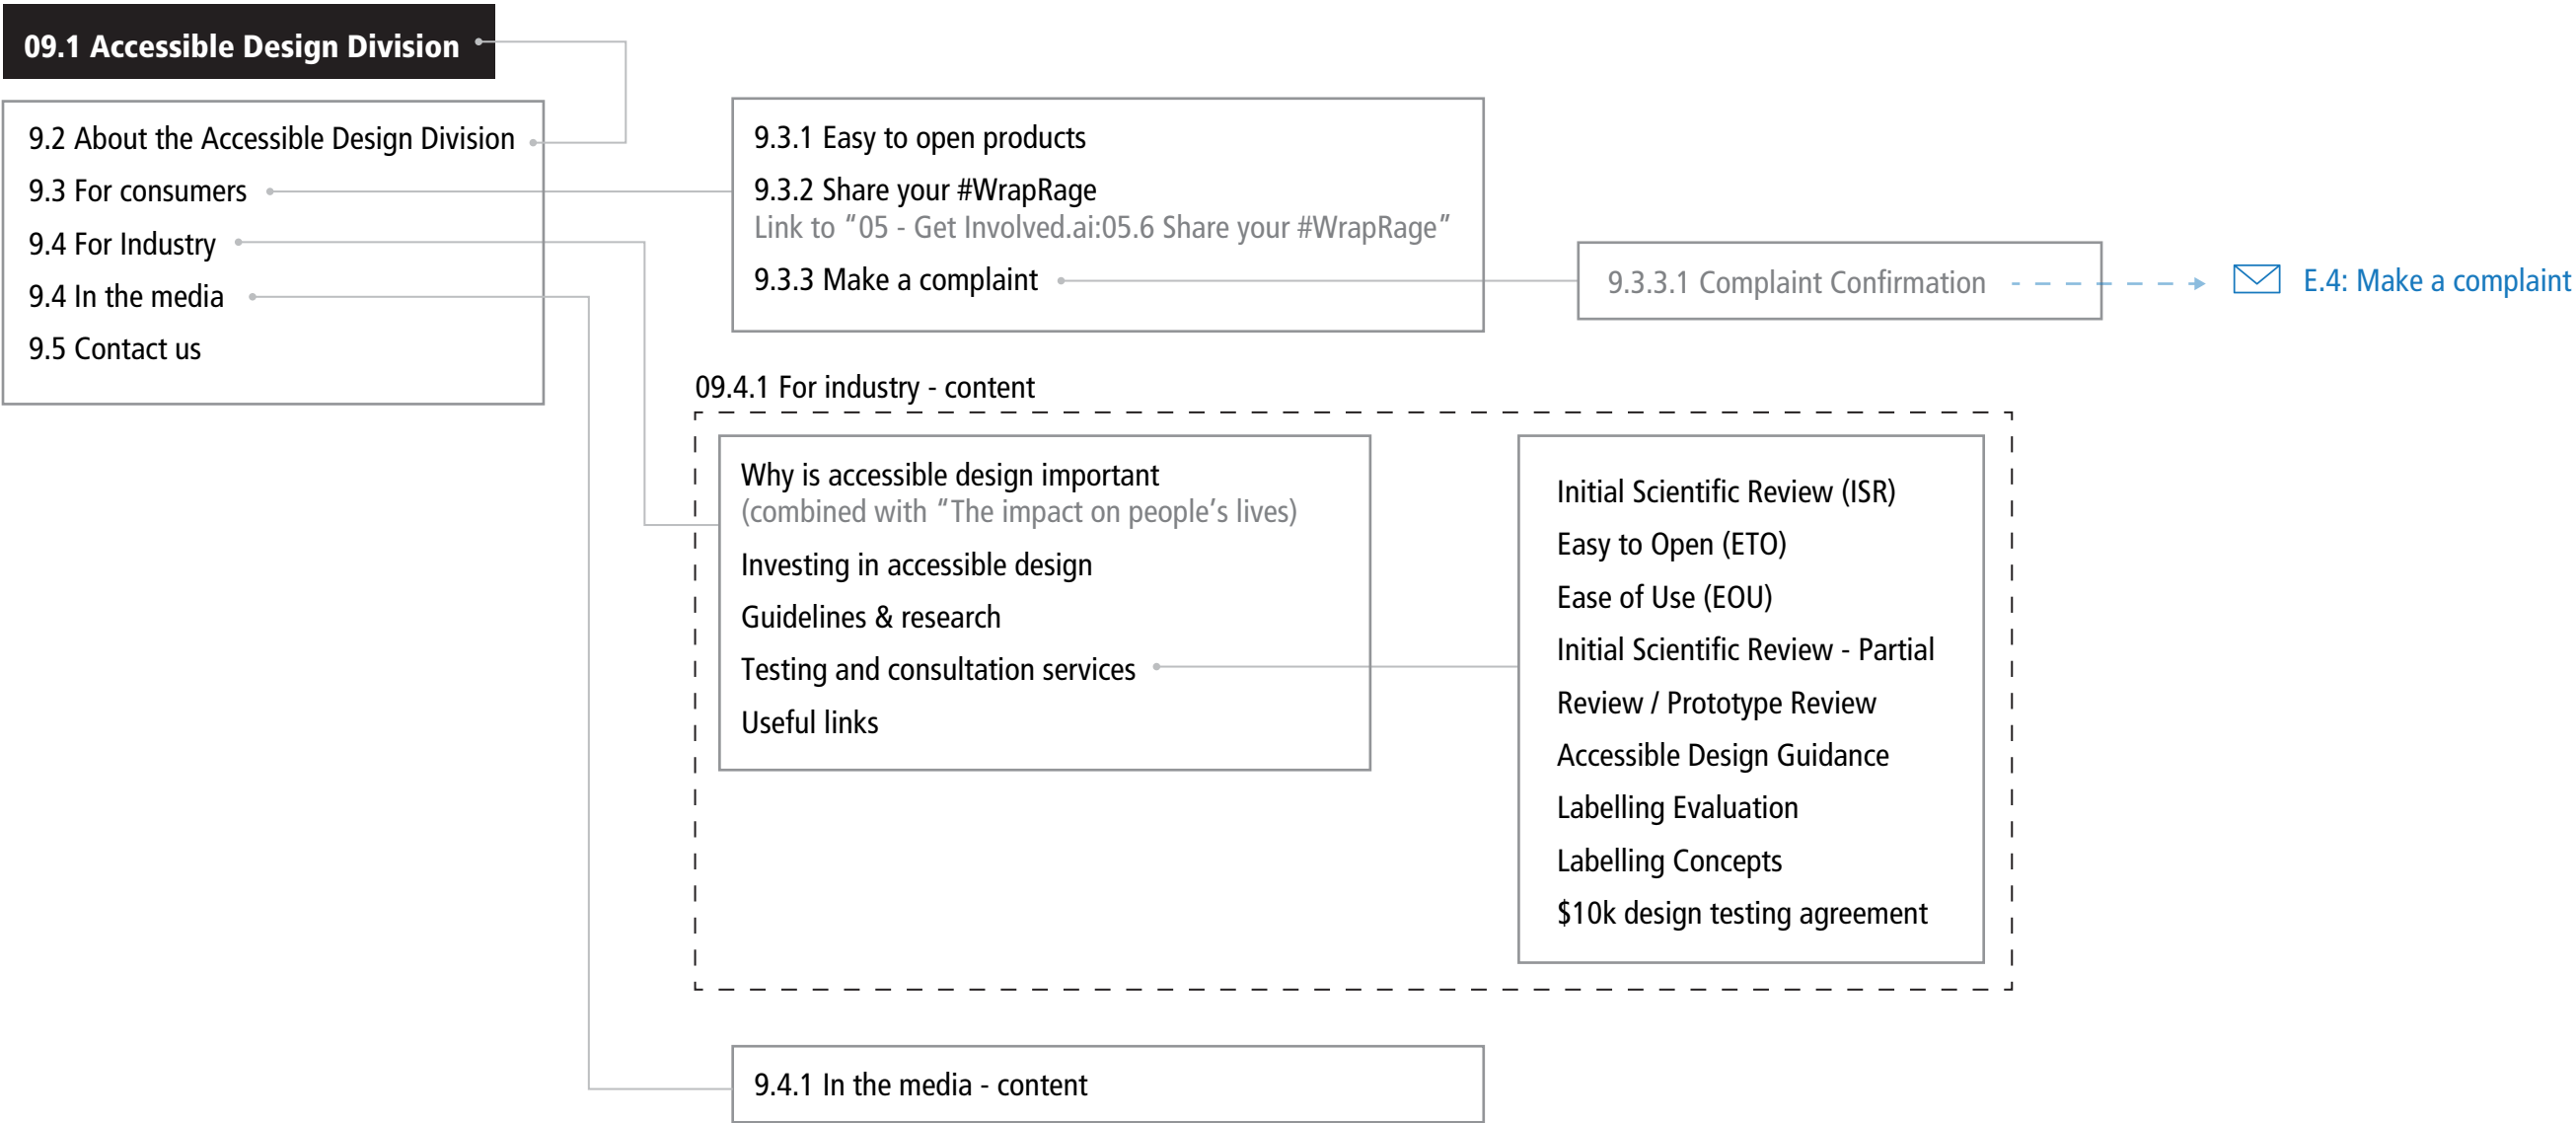 09.1 Accessible Design Division
9.2 About the Accessible Design Division
9.3 For consumers
9.4 For Industry
9.4 In the media
9.5 Contact us
9.3.1 Easy to open products
9.3.2 Share your #WrapRage
Link to “05 - Get Involved.ai:05.6 Share your #WrapRage”
9.3.3 Make a complaint
9.3.3.1 Complaint Confirmation
E.4: Make a complaint
09.4.1 For industry - content
Why is accessible design important
(combined with “The impact on people’s lives)
Investing in accessible design
Guidelines & research
Testing and consultation services
Useful links
Initial Scientific Review (ISR)
Easy to Open (ETO)
Ease of Use (EOU)
Initial Scientific Review - Partial
Review / Prototype Review
Accessible Design Guidance
Labelling Evaluation
Labelling Concepts
$10k design testing agreement
9.4.1 In the media - content